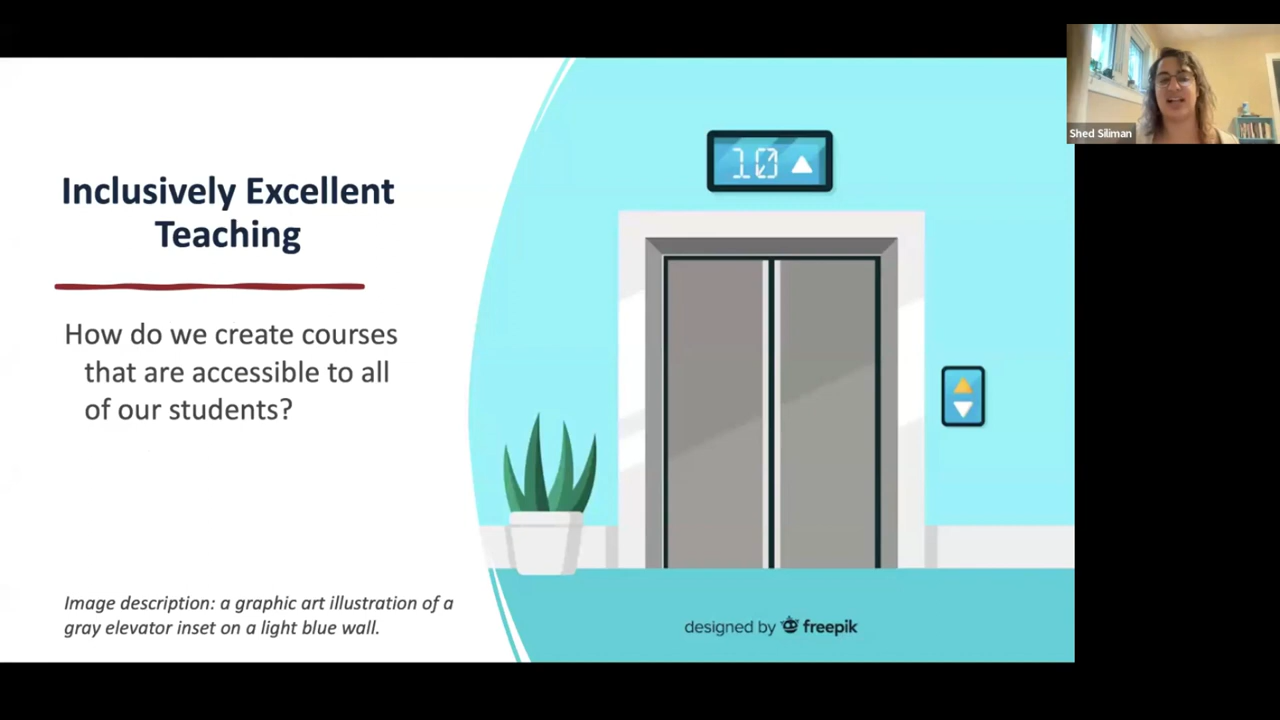 Inclusively Excellent
Teaching
How do we create courses
that are accessible to all
of our students?
Image description: a graphic art illustration of a
gray elevator inset on a light blue wall.
10
designed by freepik
Shed Siliman